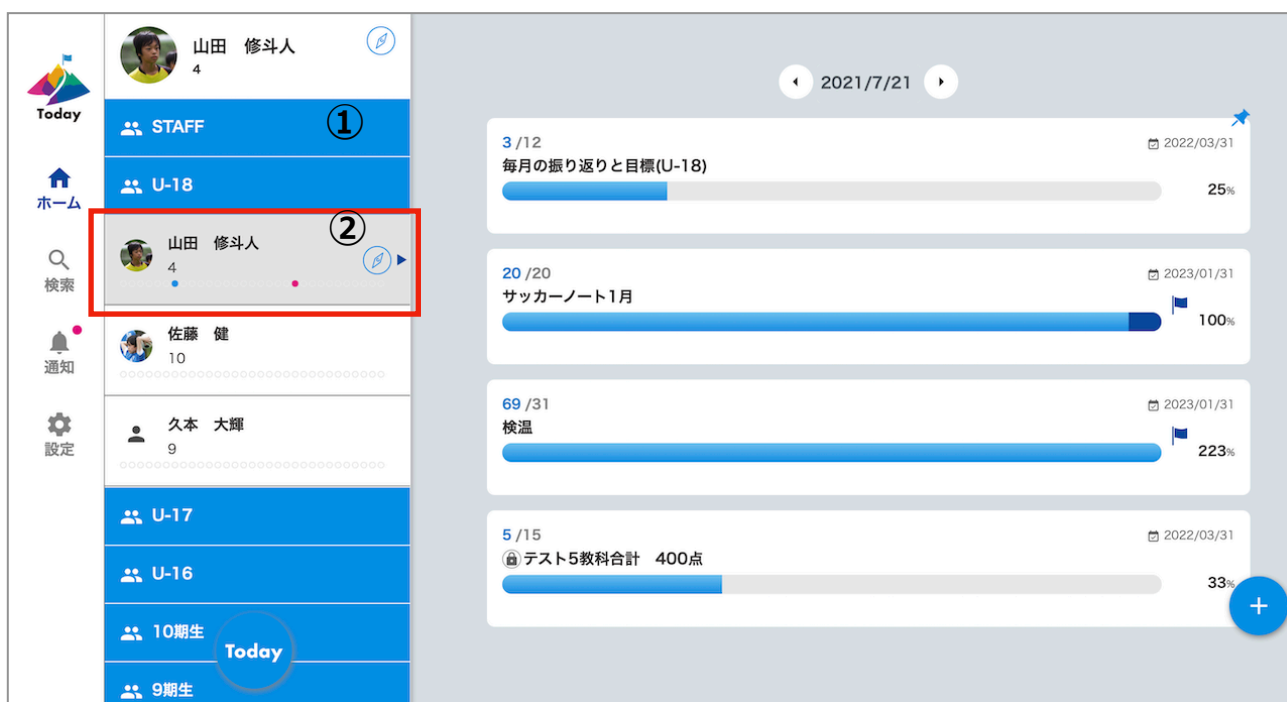 Today
ホーム
検索
通知
設定
山田 修斗人
4
STAFF
①
U-18
②
山田 修斗人
4
佐藤 健
10
久本 大輝
9
U-17
U-16
10期生
Today
9期生
2021/7/21
3 /12
2022/03/31
毎月の振り返りと目標(U-18)
25%
20 /20
2023/01/31
サッカーノート1月
100%
69 /31
2023/01/31
検温
223%
5 /15
2022/03/31
テスト5教科合計 400点
33%
+